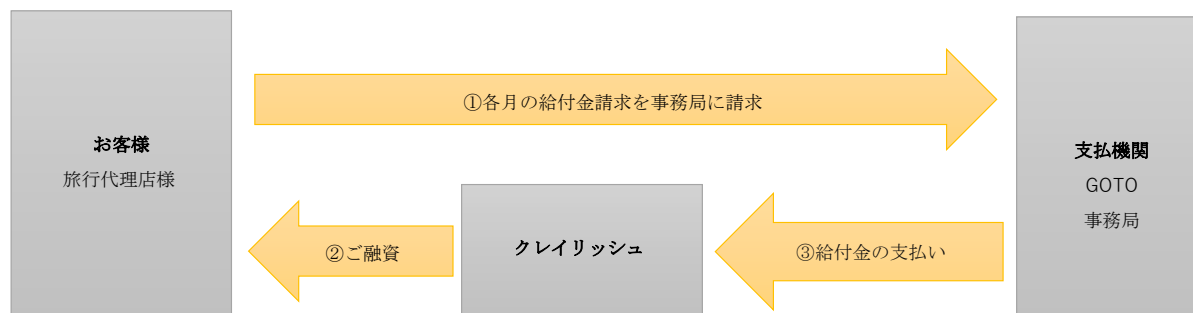 ①各月の給付金請求を事務局に請求
お客様
旅行代理店様
支払機関
GOTO
事務局
②ご融資
クレイリッシュ
③給付金の支払い